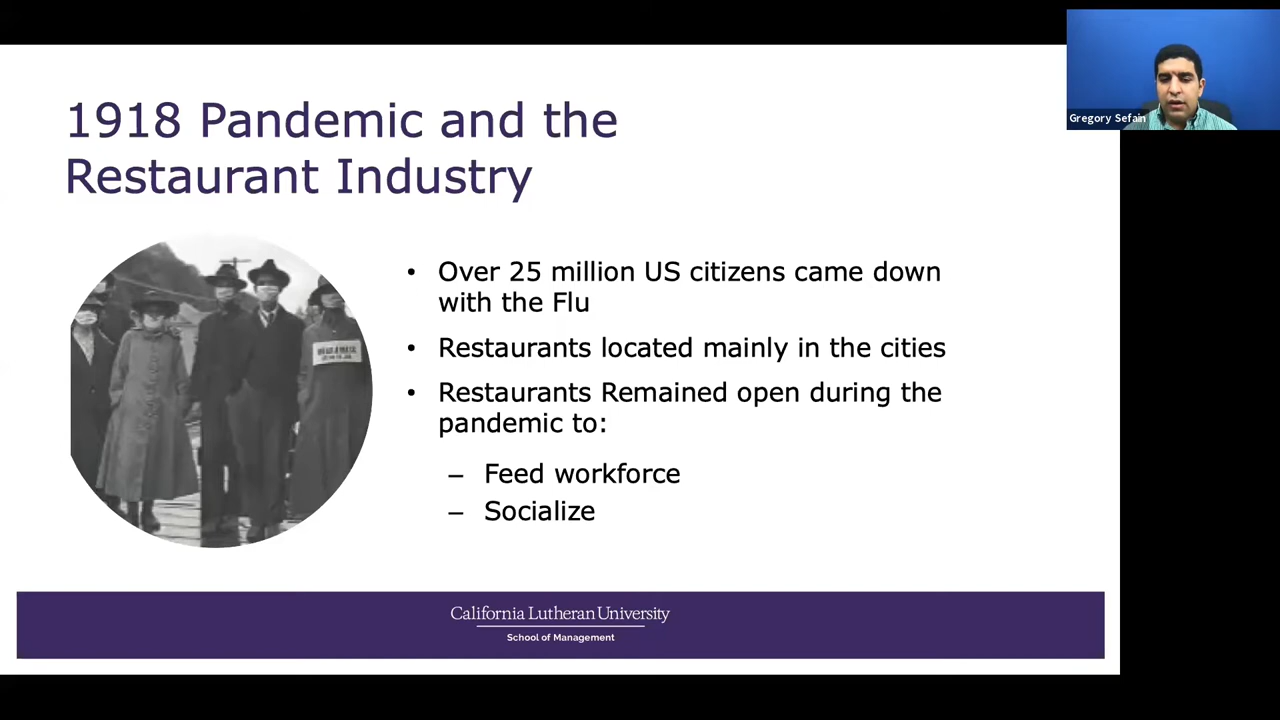 1918 Pandemic and the
Restaurant Industry
Gregory Sefain
• Over 25 million US citizens came down
with the Flu
• Restaurants located mainly in the cities
• Restaurants Remained open during the
pandemic to:
– Feed workforce
– Socialize
California Lutheran University
School of Management